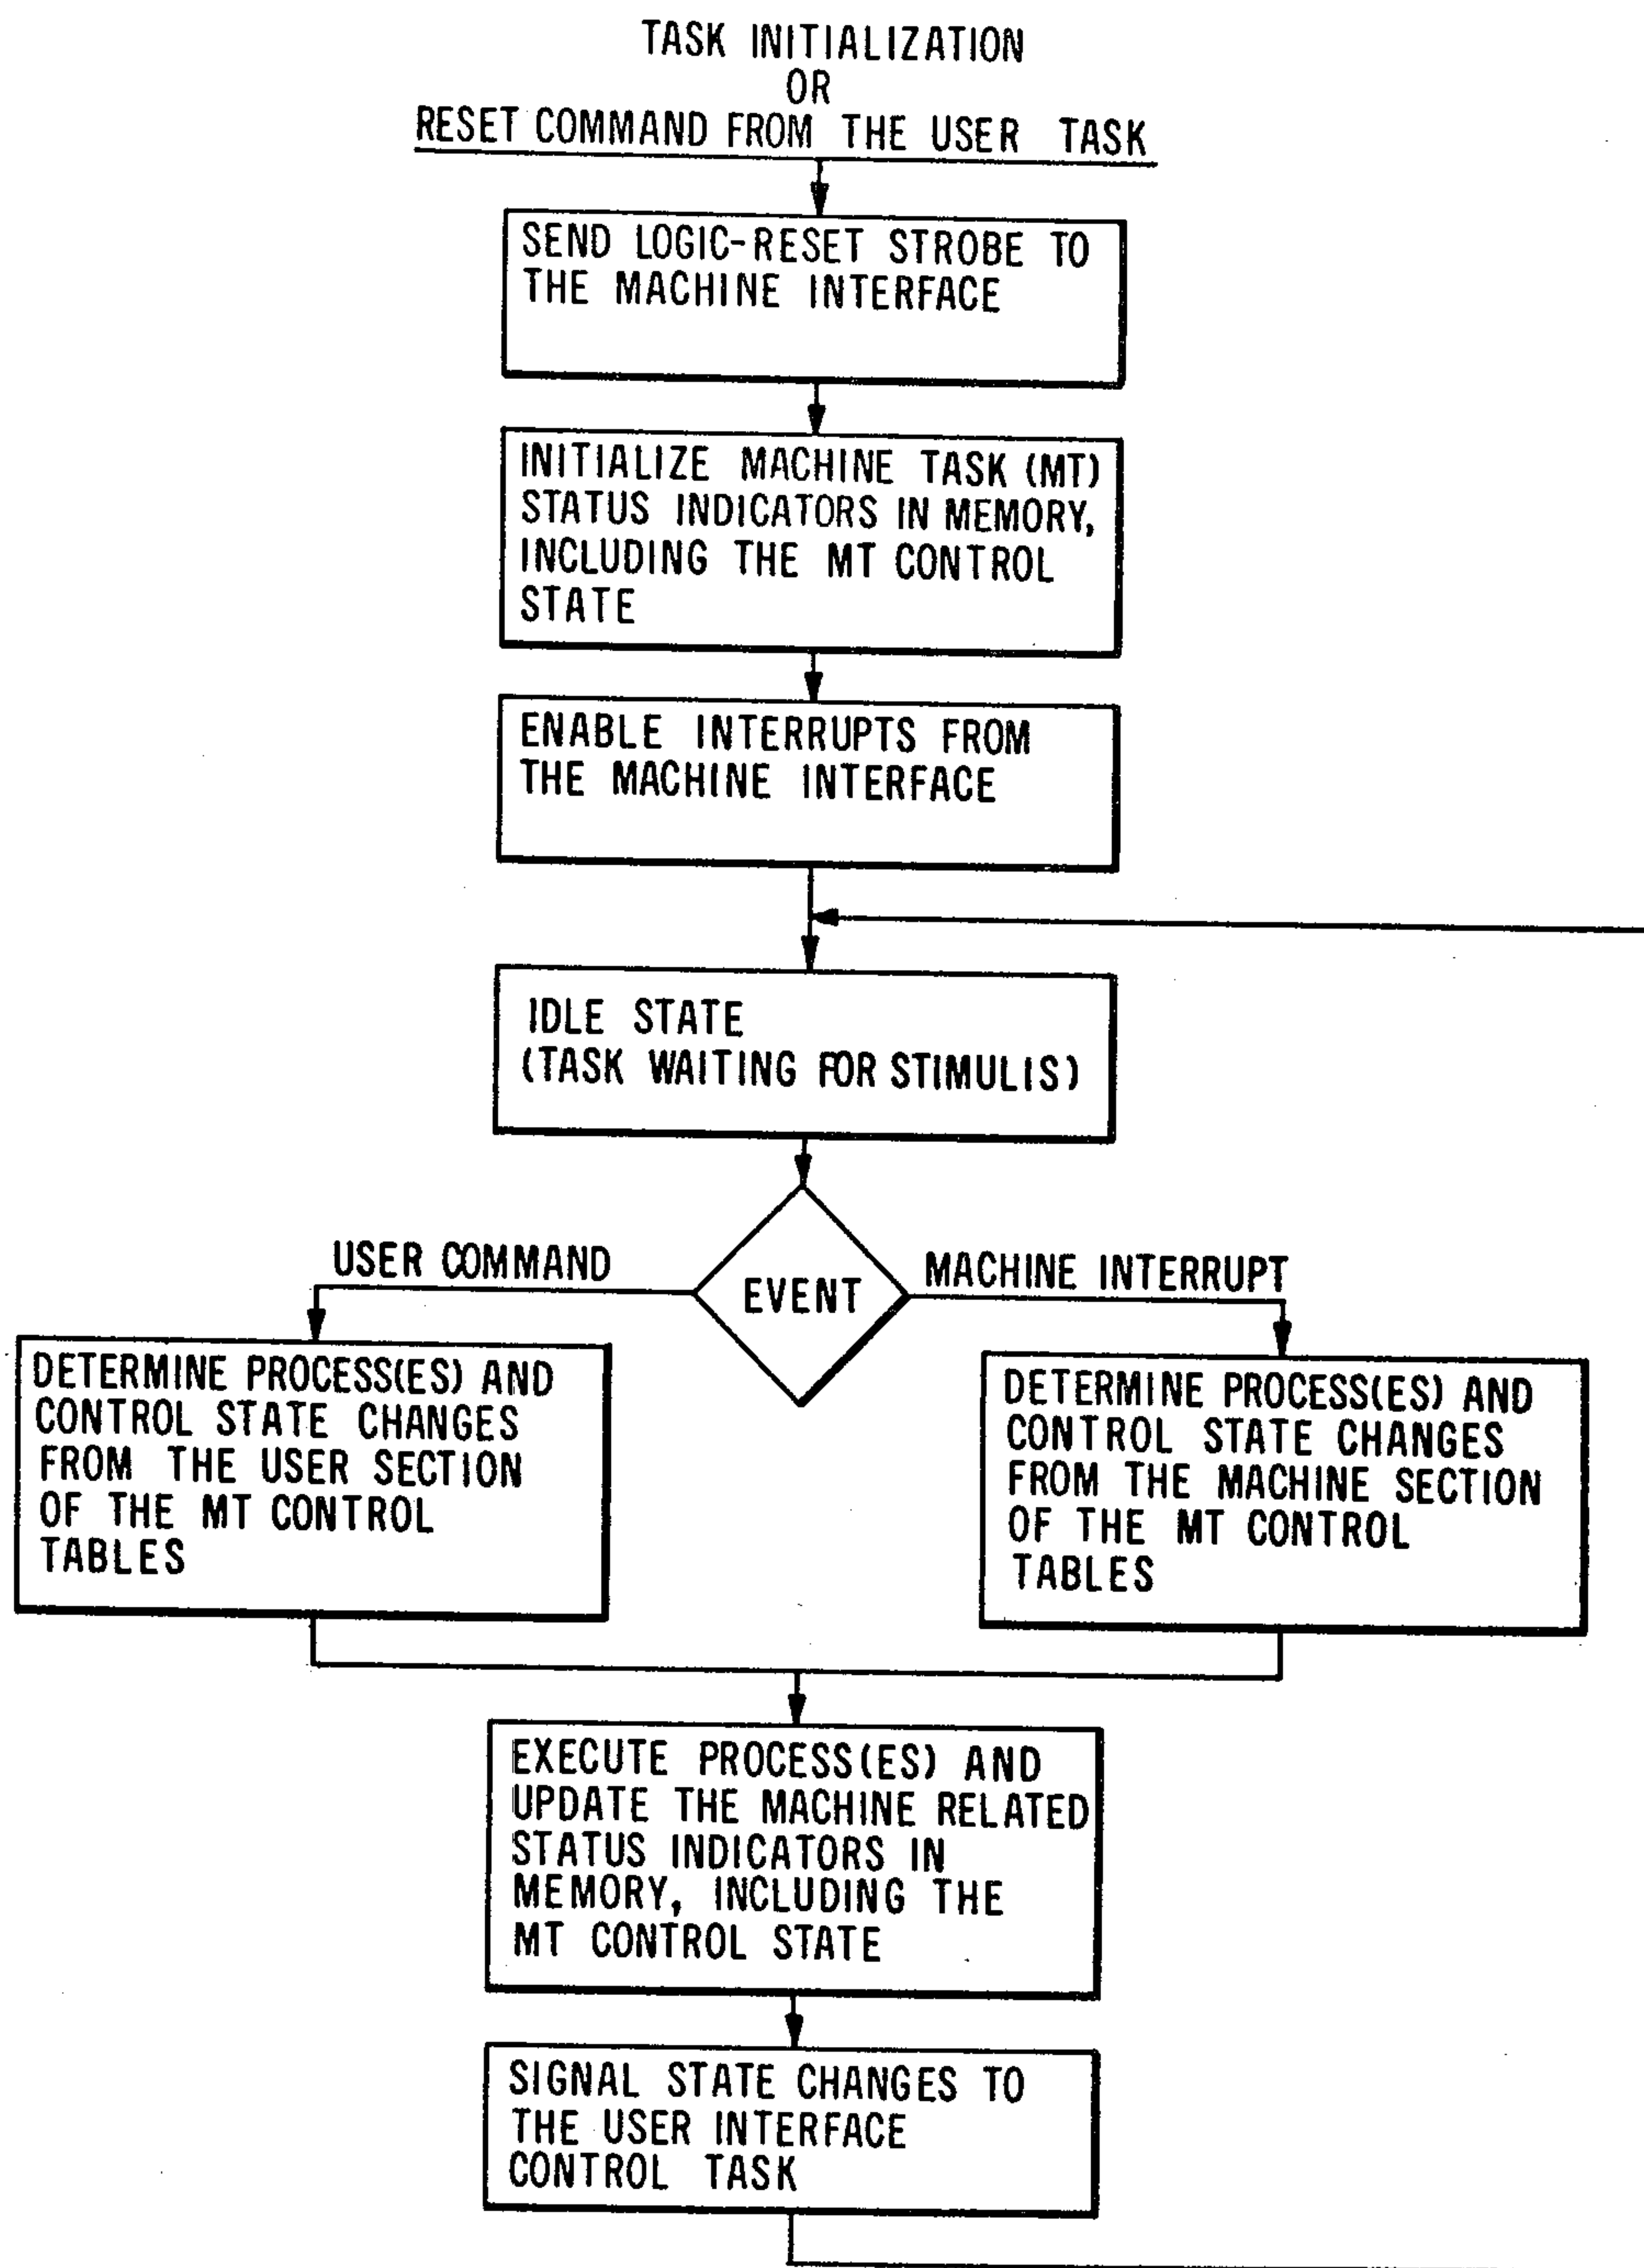 TASK INITIALIZATION
OR
RESET COMMAND FROM THE USER TASK
SEND LOGIC-RESET STROBE TO
THE MACHINE INTERFACE
INITIALIZE MACHINE TASK (MT)
STATUS INDICATORS IN MEMORY,
INCLUDING THE MT CONTROL
STATE
ENABLE INTERRUPTS FROM
THE MACHINE INTERFACE
IDLE STATE
(TASK WAITING FOR STIMULIS)
EVENT
USER COMMAND
MACHINE INTERRUPT
DETERMINE PROCESS(ES) AND
CONTROL STATE CHANGES
FROM THE USER SECTION
OF THE MT CONTROL
TABLES
DETERMINE PROCESS(ES) AND
CONTROL STATE CHANGES
FROM THE MACHINE SECTION
OF THE MT CONTROL
TABLES
EXECUTE PROCESS(ES) AND
UPDATE THE MACHINE RELATED
STATUS INDICATORS IN
MEMORY, INCLUDING THE
MT CONTROL STATE
SIGNAL STATE CHANGES TO
THE USER INTERFACE
CONTROL TASK